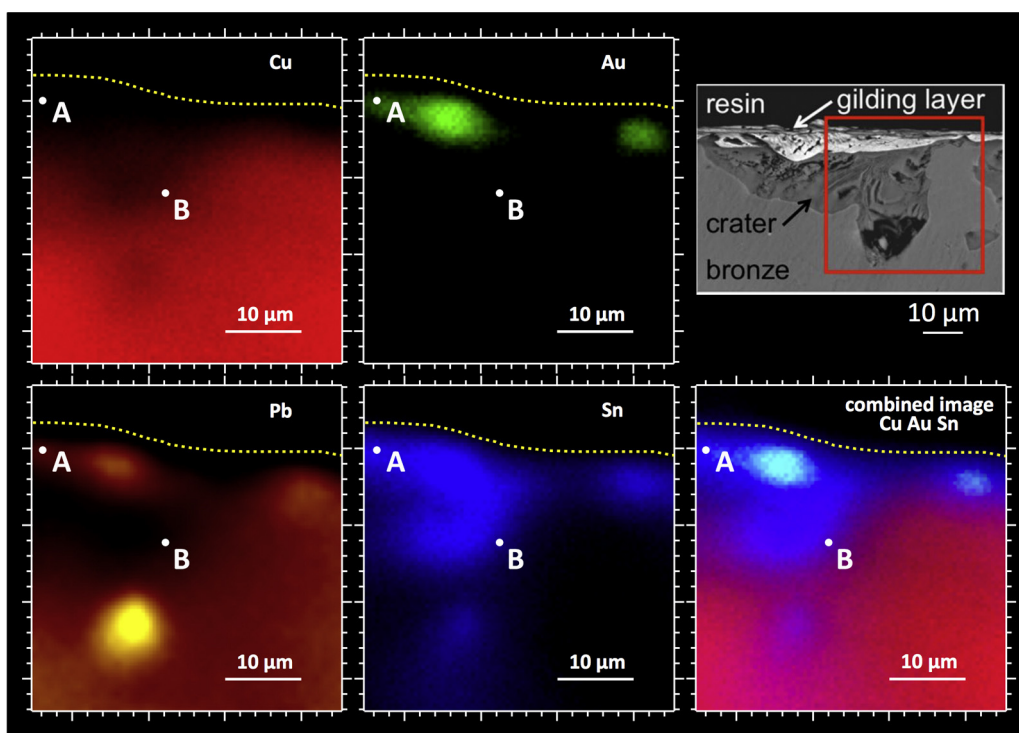 Cu
A
B
10 µm
Au
A
B
10 µm
resin
gilding layer
crater
bronze
10 µm
Pb
A
B
10 µm
Sn
A
B
10 µm
combined image
Cu Au Sn
A
B
10 µm